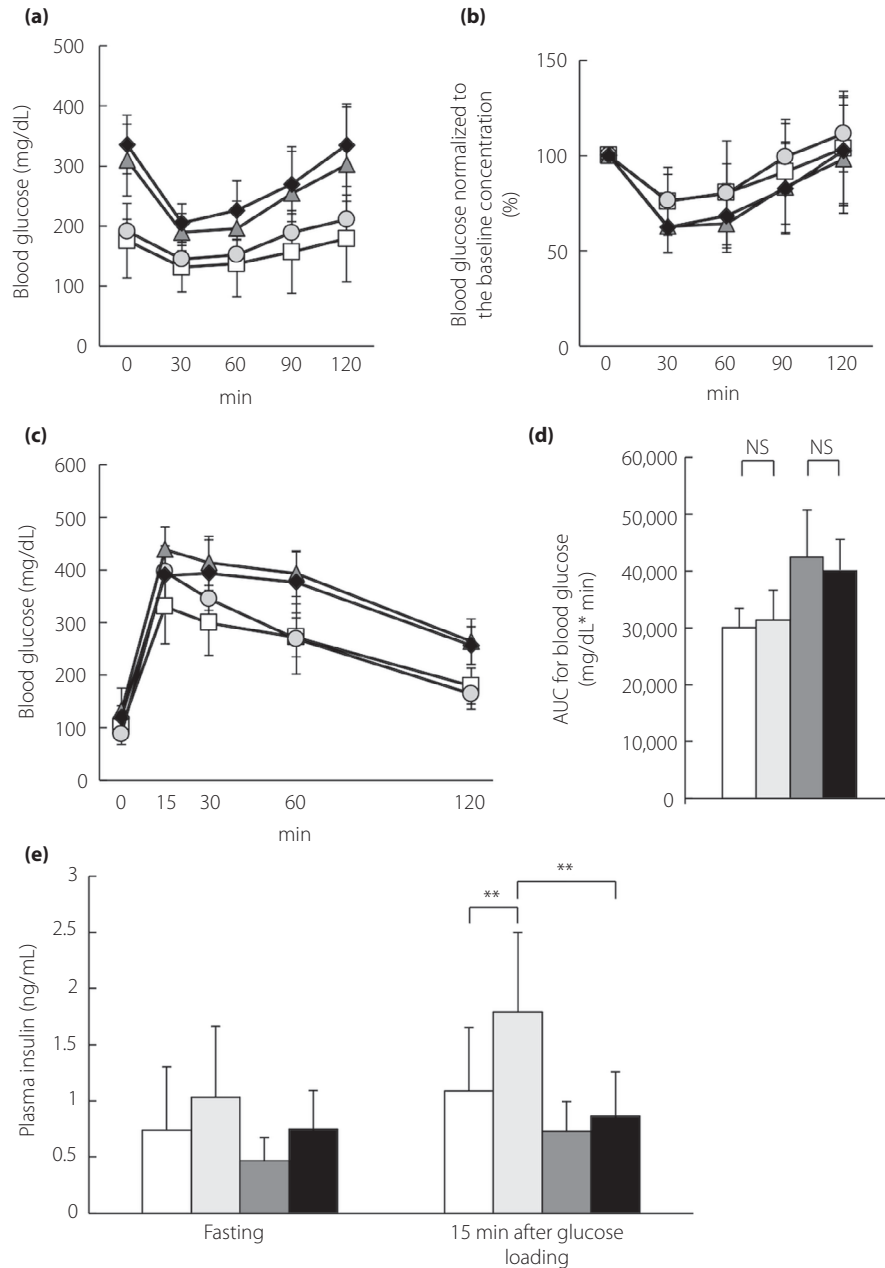 (a)
500
400
300
200
100
0
Blood glucose (mg/dL)
0 30 60 90 120
min
(b)
150
100
50
0
Blood glucose normalized to
the baseline concentration
(%)
0 30 60 90 120
min
(c)
600
500
400
300
200
100
0
Blood glucose (mg/dL)
0 15 30 60 120
min
(d)
NS NS
60,000
50,000
40,000
30,000
20,000
10,000
0
AUC for blood glucose
(mg/dL* min)
(e)
3
2.5
2
1.5
1
0.5
0
Plasma insulin (ng/mL)
** **
Fasting
15 min after glucose
loading